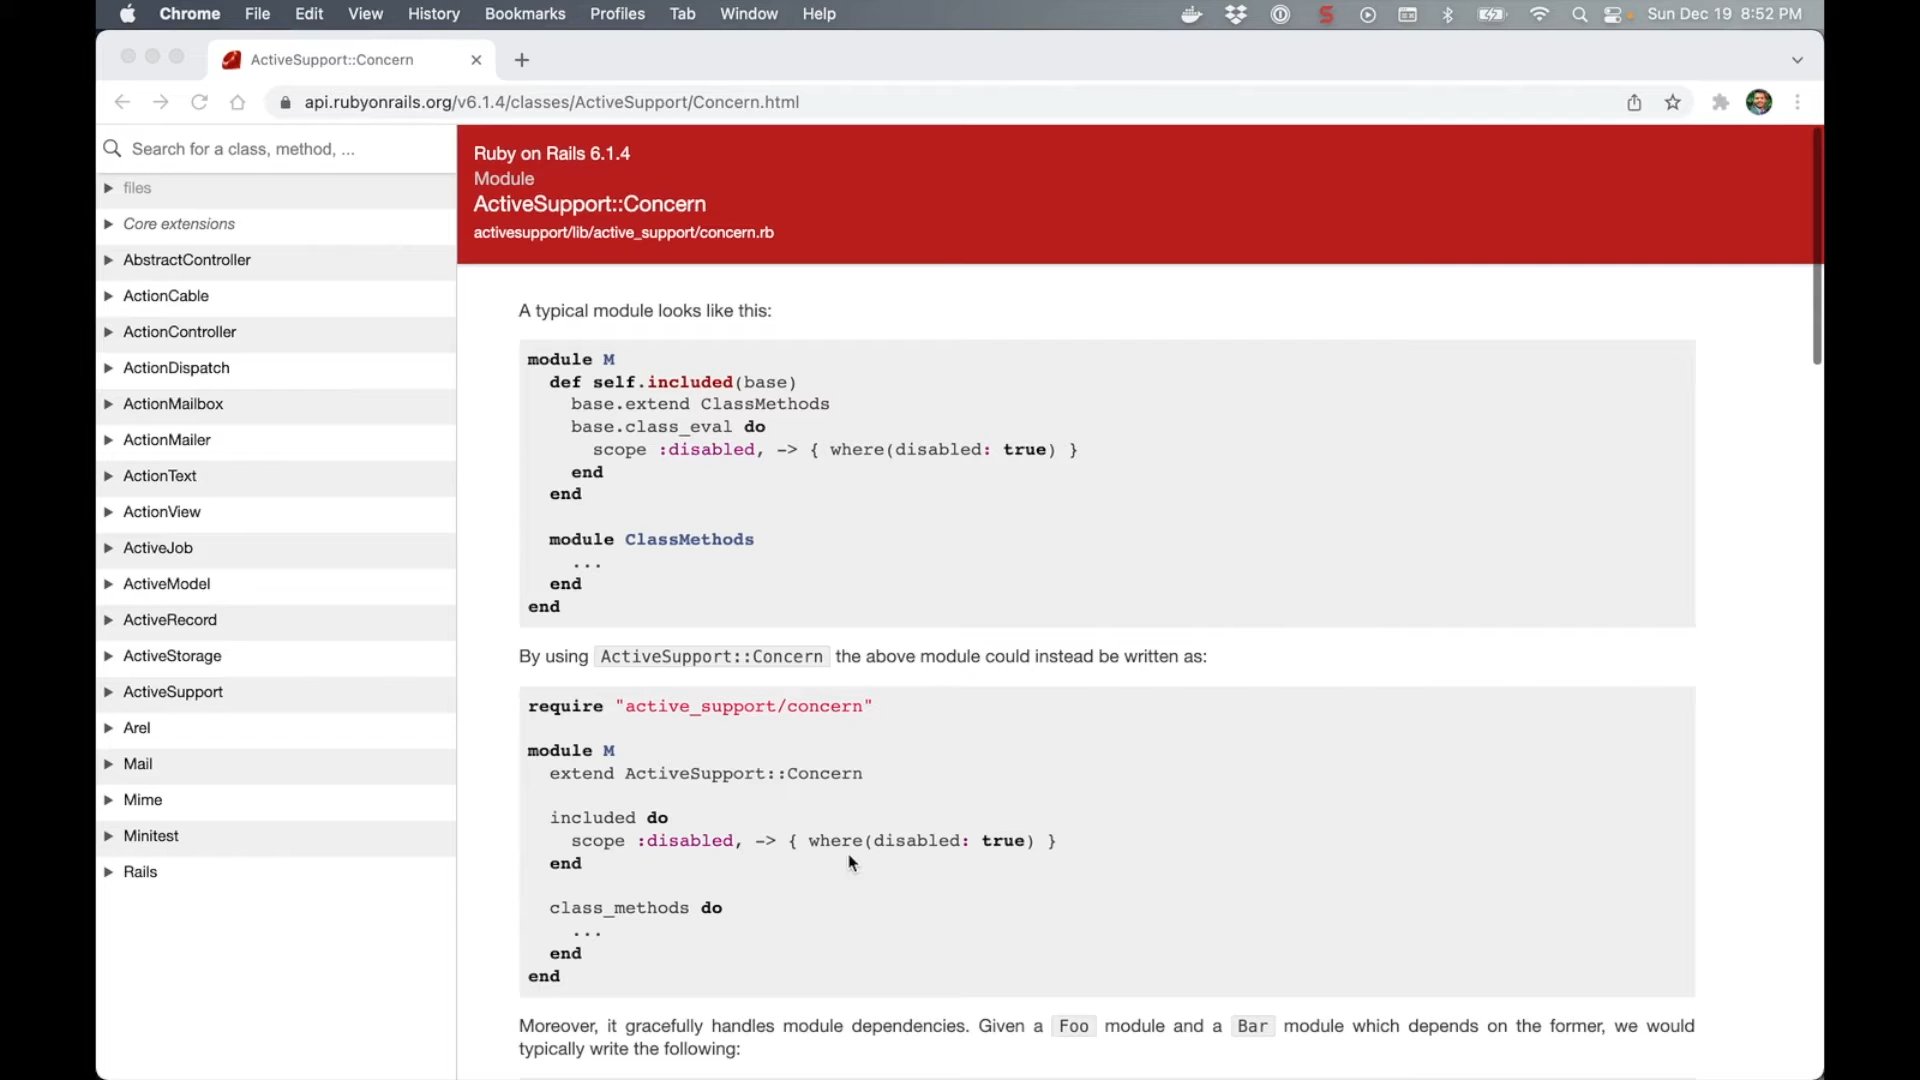 Chrome File Edit View History Bookmarks Profiles Tab Window Help Sun Dec 19 8:52 PM
ActiveSupport::Concern
api.rubyonrails.org/v6.1.4/classes/ActiveSupport/Concern.html
Search for a class, method, ...
files
Core extensions
AbstractController
ActionCable
ActionController
ActionDispatch
ActionMailbox
ActionMailer
ActionText
ActionView
ActiveJob
ActiveModel
ActiveRecord
ActiveStorage
ActiveSupport
Arel
Mail
Mime
Minitest
Rails
Ruby on Rails 6.1.4
Module
ActiveSupport::Concern
activesupport/lib/active_support/concern.rb
A typical module looks like this:
module M
  def self.included(base)
    base.extend ClassMethods
    base.class_eval do
      scope :disabled, -> { where(disabled: true) }
    end
  end
  module ClassMethods
    ...
  end
end
By using ActiveSupport::Concern the above module could instead be written as:
require "active_support/concern"
module M
  extend ActiveSupport::Concern
  included do
    scope :disabled, -> { where(disabled: true) }
  end
  class_methods do
    ...
  end
end
Moreover, it gracefully handles module dependencies. Given a Foo module and a Bar module which depends on the former, we would
typically write the following: